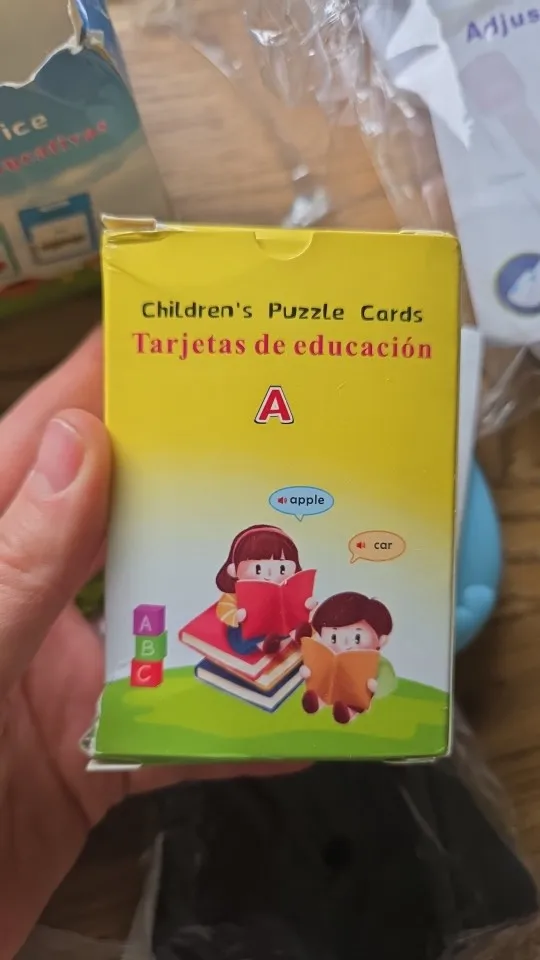 Adjus
ice
Children's Puzzle Cards
Tarjetas de educación
A
apple
car
A
B
C